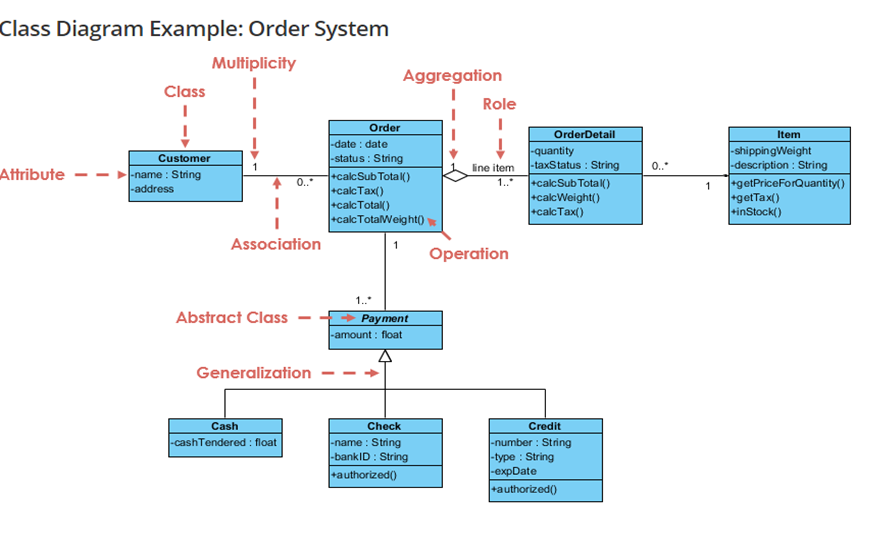 Class Diagram Example: Order System
Multiplicity
Class
Aggregation
Role
Attribute
Customer
-name : String
-address
1
0..*
Association
Order
-date : date
-status : String
+calcSubTotal()
+calcTax()
+calcTotal()
+calcTotalWeight()
1
line item
1..*
Operation
OrderDetail
-quantity
-taxStatus : String
+calcSubTotal()
+calcWeight()
+calcTax()
0..*
1
Item
-shippingWeight
-description : String
+getPriceForQuantity()
+getTax()
+inStock()
1
1..*
Abstract Class
Payment
-amount : float
Generalization
Cash
-cashTendered : float
Check
-name : String
-bankID : String
+authorized()
Credit
-number : String
-type : String
-expDate
+authorized()